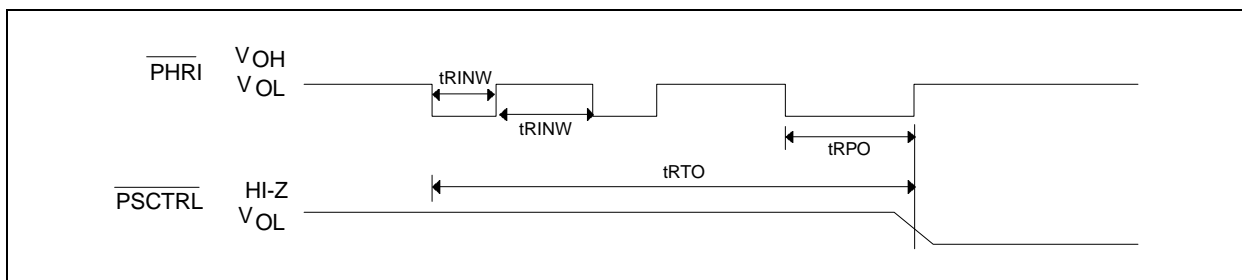 PHRI
VOH
VOL
tRINW
tRINW
tRPO
tRTO
PSCTRL
HI-Z
VOL